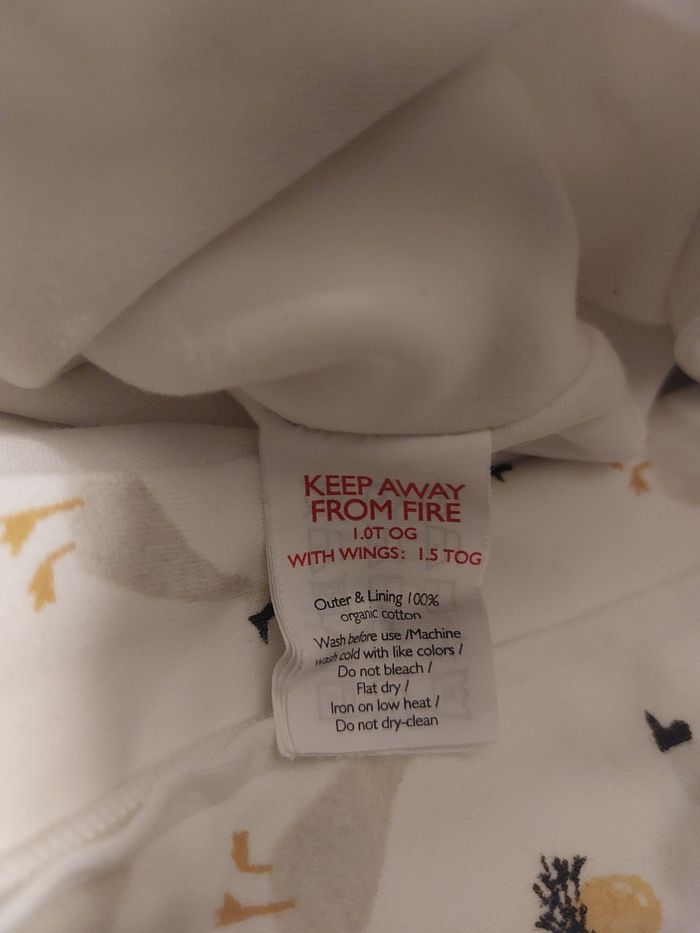 KEEP AWAY
FROM FIRE
1.0T OG
WITH WINGS: 1.5 TOG
Outer & Lining 100%
organic cotton
Wash before use /Machine
wash cold with like colors /
Do not bleach /
Flat dry /
Iron on low heat /
Do not dry-clean